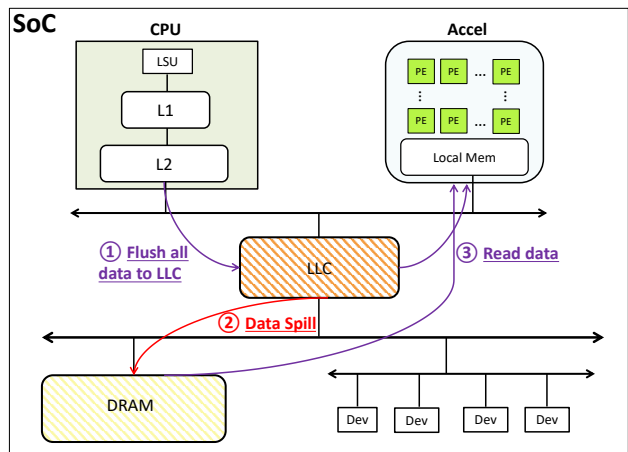 SoC
CPU
Accel
LSU
L1
L2
PE PE ... PE
⋮ ⋮
PE PE ... PE
Local Mem
① Flush all
data to LLC
LLC
③ Read data
② Data Spill
DRAM
Dev Dev Dev Dev